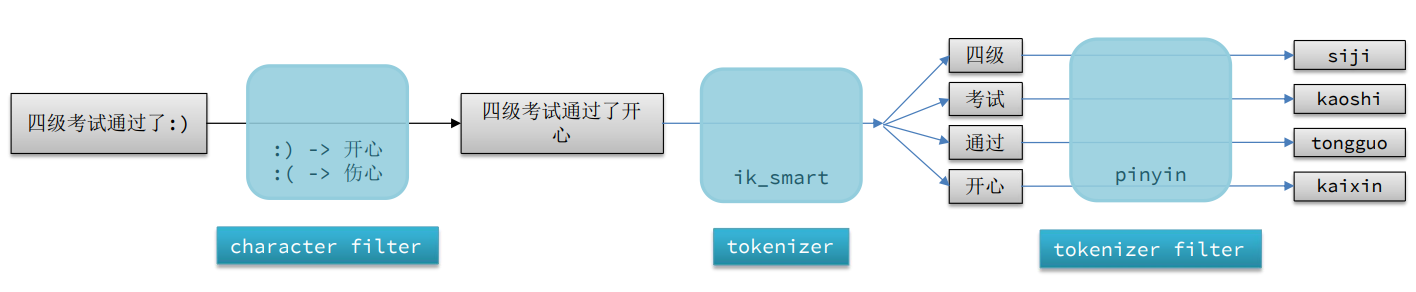 四级考试通过了:)
:) -> 开心
:( -> 伤心
character filter
四级考试通过了开
心
ik_smart
tokenizer
四级
考试
通过
开心
pinyin
tokenizer filter
siji
kaoshi
tongguo
kaixin